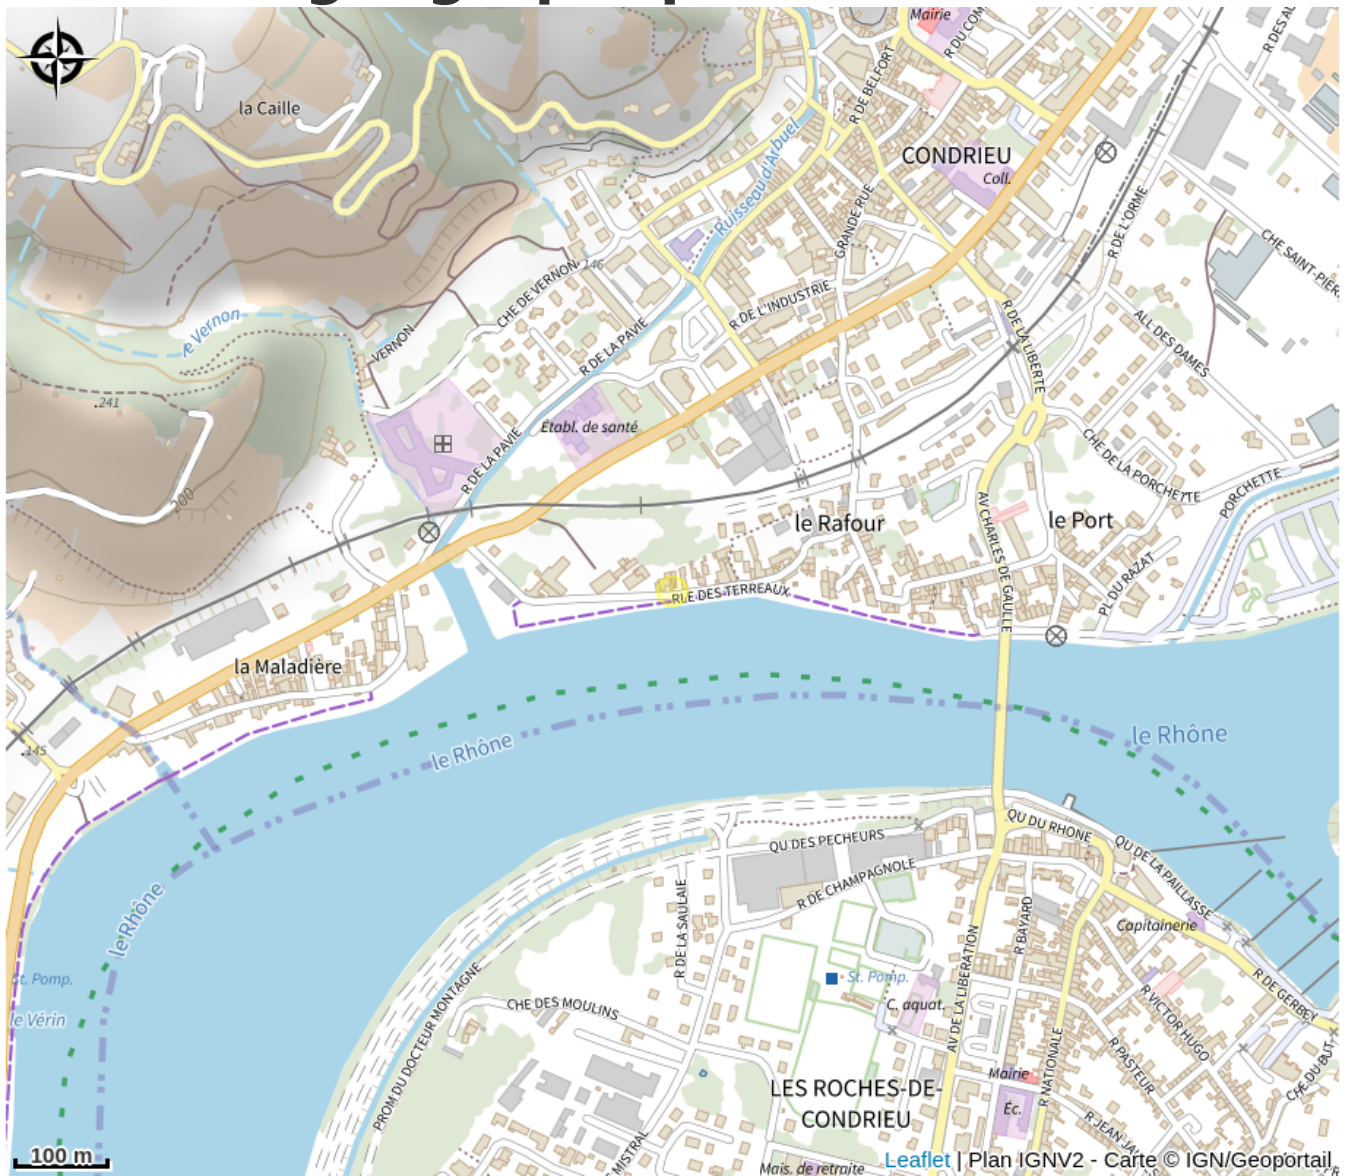 Mairie
R DU COM
R DES AU
la Caille
R DE BELFORT
Ruisseau d'Arbuel
CONDRIEU
Coll.
GRANDE RUE
R DE L'ORME
CHE SAINT-PIER
CHE DE VERNON
146
R DE L'INDUSTRIE
le Vernon
VERNON
R DE LA PAVIE
R DE LA LIBERTE
ALL DES DAMES
.241
Établ. de santé
R DE LA PAVIE
CHE DE LA PORCHETTE
PORCHETTE
200
le Rafour
le Port
AV CHARLES DE GAULLE
PL DU RAZAT
RUE DES TERREAUX
la Maladière
le Rhône
le Rhône
.145
QU DU RHONE
QU DES PECHEURS
QU DE LA PAILLASSE
R DE CHAMPAGNOLE
le Rhône
R DE LA SAULAIE
R BAYARD
Capitainerie
St. Pomp.
le Vérin
St. Pomp.
C. aquat.
AV DE LA LIBERATION
R DE GERBEY
PROM DU DOCTEUR MONTAGNE
CHE DES MOULINS
R VICTOR HUGO
R PASTEUR
R NATIONALE
CHE DU BUT
Mairie
LES ROCHES-DE-
CONDRIEU
Éc.
R JEAN JA
MISTRAL
100 m
Mais. de retraite
Leaflet | Plan IGNV2 - Carte © IGN/Geoportail